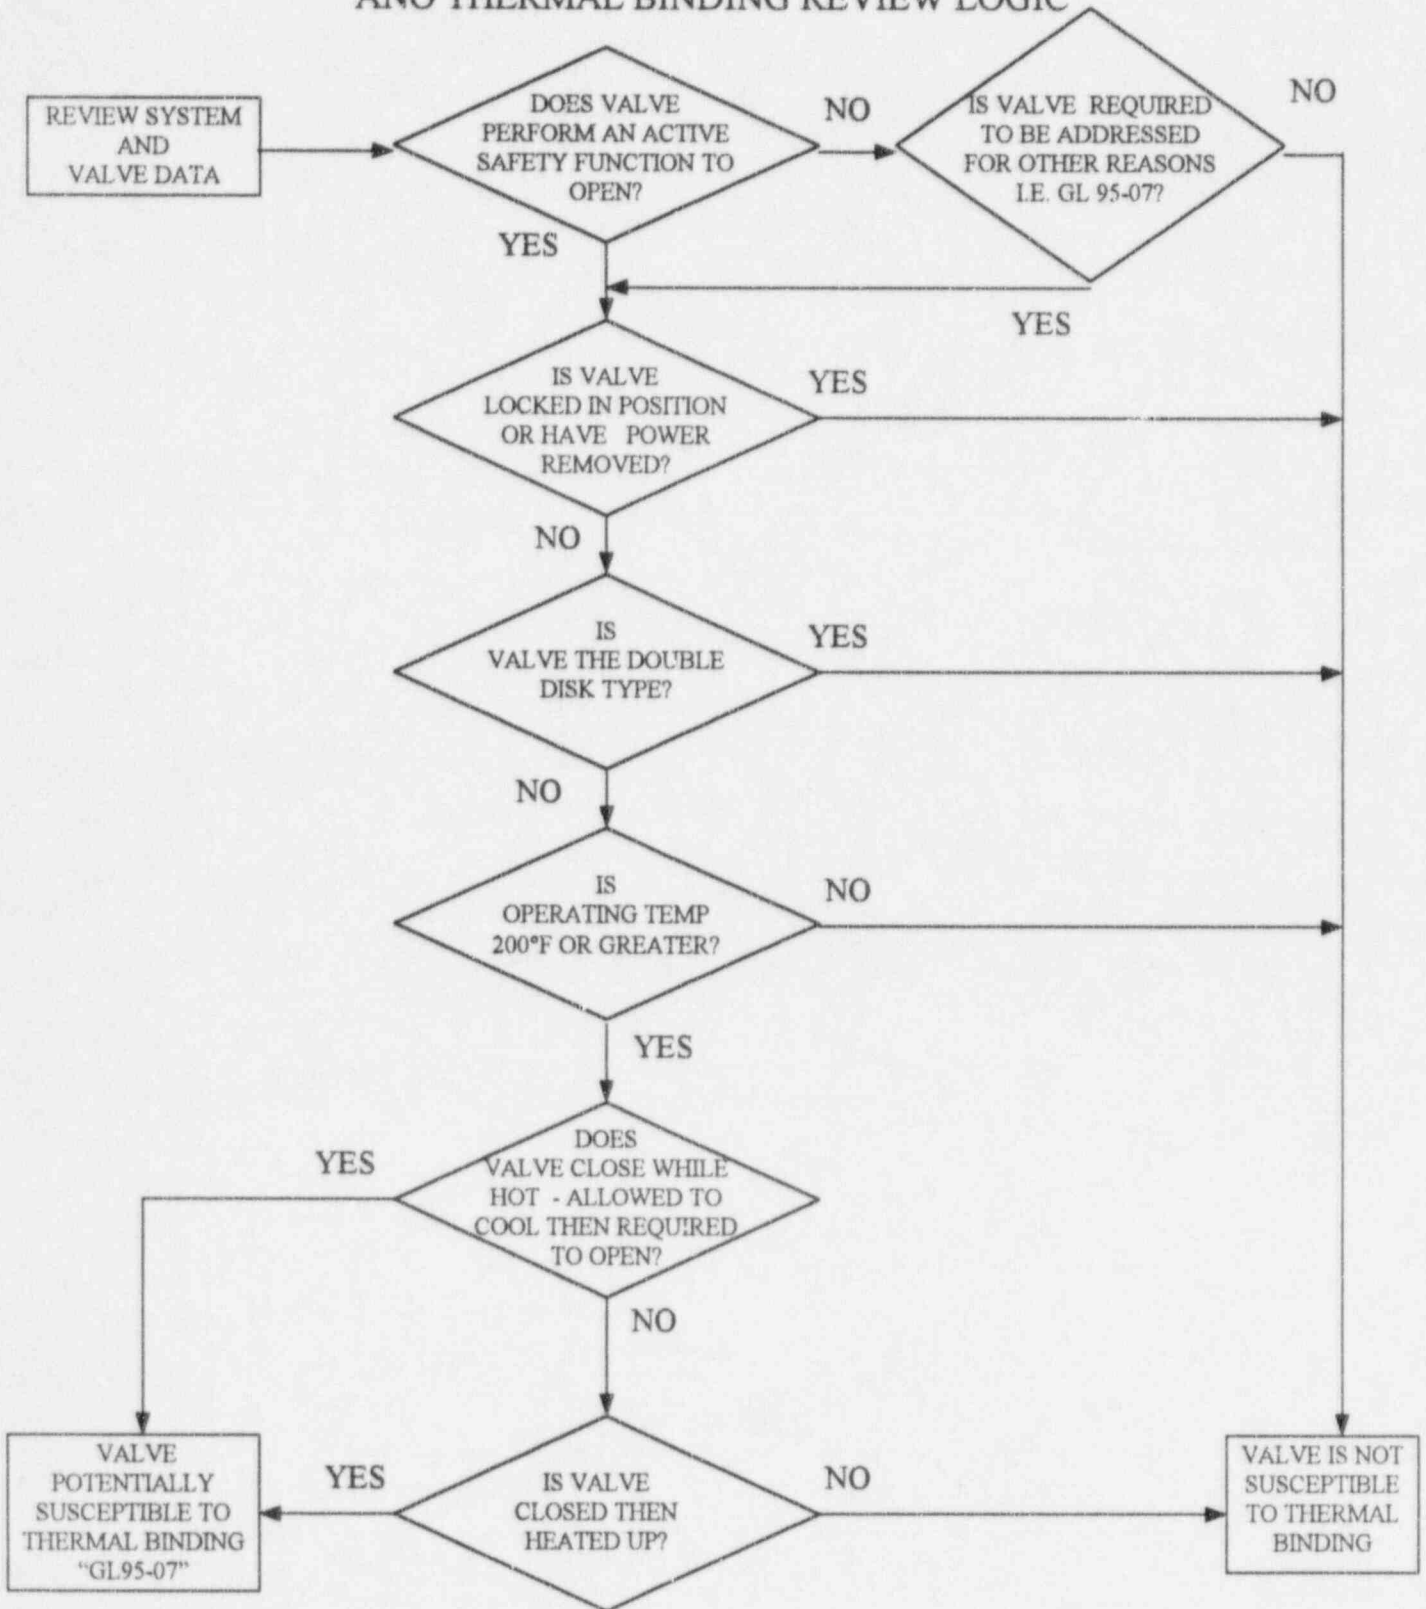 ANO THERMAL BINDING REVIEW LOGIC
REVIEW SYSTEM
AND
VALVE DATA
DOES VALVE
PERFORM AN ACTIVE
SAFETY FUNCTION TO
OPEN?
NO
IS VALVE REQUIRED
TO BE ADDRESSED
FOR OTHER REASONS
I.E. GL 95-07?
NO
YES
YES
IS VALVE
LOCKED IN POSITION
OR HAVE POWER
REMOVED?
YES
NO
IS
VALVE THE DOUBLE
DISK TYPE?
YES
NO
IS
OPERATING TEMP
200°F OR GREATER?
NO
YES
DOES
VALVE CLOSE WHILE
HOT - ALLOWED TO
COOL THEN REQUIRED
TO OPEN?
YES
NO
VALVE
POTENTIALLY
SUSCEPTIBLE TO
THERMAL BINDING
“GL95-07”
YES
IS VALVE
CLOSED THEN
HEATED UP?
NO
VALVE IS NOT
SUSCEPTIBLE
TO THERMAL
BINDING